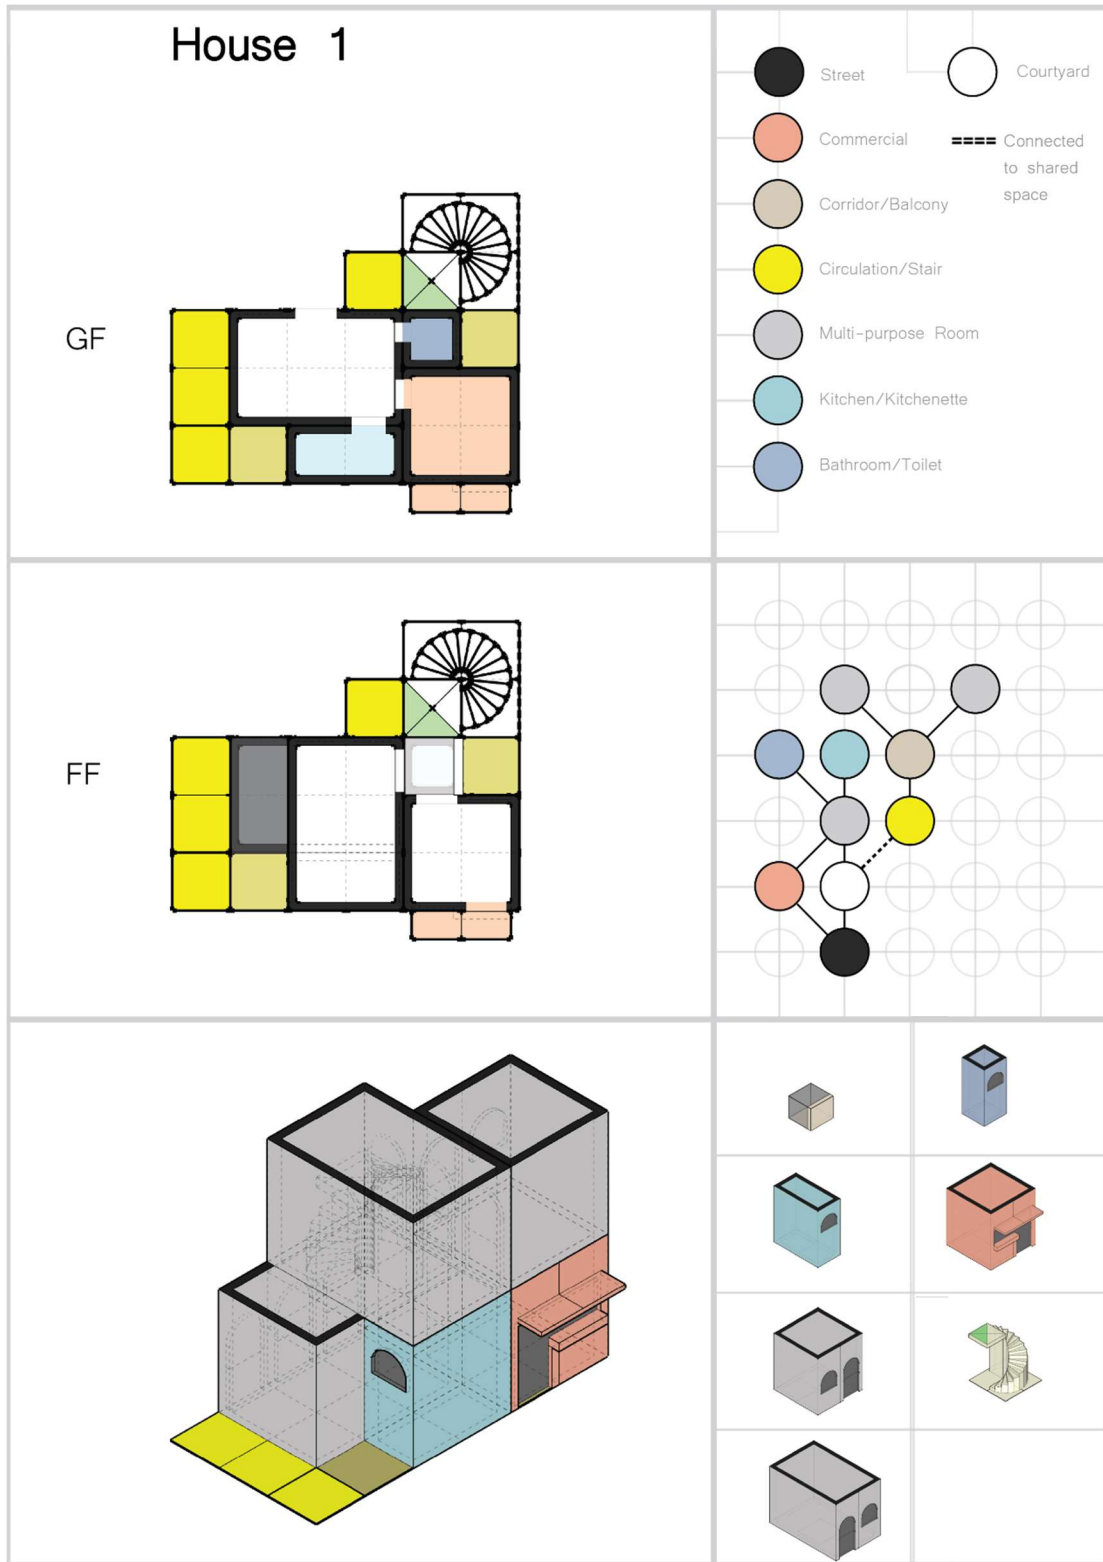 House 1
GF
Street
Courtyard
Commercial
Connected
to shared
space
Corridor/Balcony
Circulation/Stair
Multi-purpose Room
Kitchen/Kitchenette
Bathroom/Toilet
FF